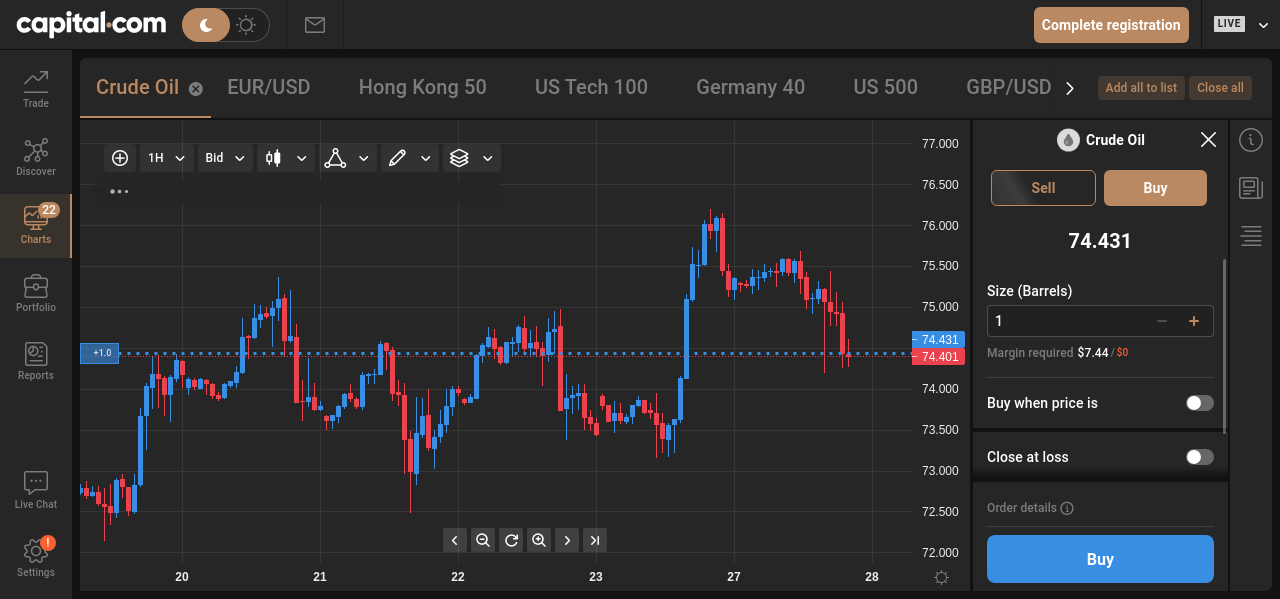 capital.com
Complete registration
LIVE
Trade
Discover
22
Charts
Portfolio
Reports
Live Chat
!
Settings
Crude Oil
EUR/USD
Hong Kong 50
US Tech 100
Germany 40
US 500
GBP/USD
Add all to list
Close all
1H
Bid
+1.0
77.000
76.500
76.000
75.500
75.000
74.431
74.401
74.000
73.500
73.000
72.500
72.000
20
21
22
23
27
28
Crude Oil
Sell
Buy
74.431
Size (Barrels)
1
Margin required $7.44 / $0
Buy when price is
Close at loss
Order details
Buy